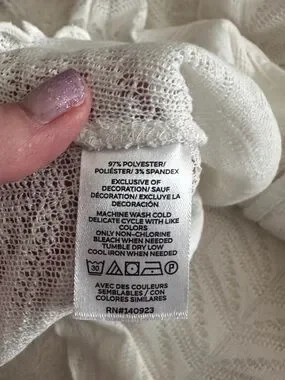 97% POLYESTER/
POLIÉSTER/ 3% SPANDEX
EXCLUSIVE OF
DECORATION/ SAUF
DÉCORATION/ EXCLUYE LA
DECORACIÓN
MACHINE WASH COLD
DELICATE CYCLE WITH LIKE
COLORS
ONLY NON-CHLORINE
BLEACH WHEN NEEDED
TUMBLE DRY LOW
COOL IRON WHEN NEEDED
30 P
AVEC DES COULEURS
SEMBLABLES / CON
COLORES SIMILARES
RN#140923